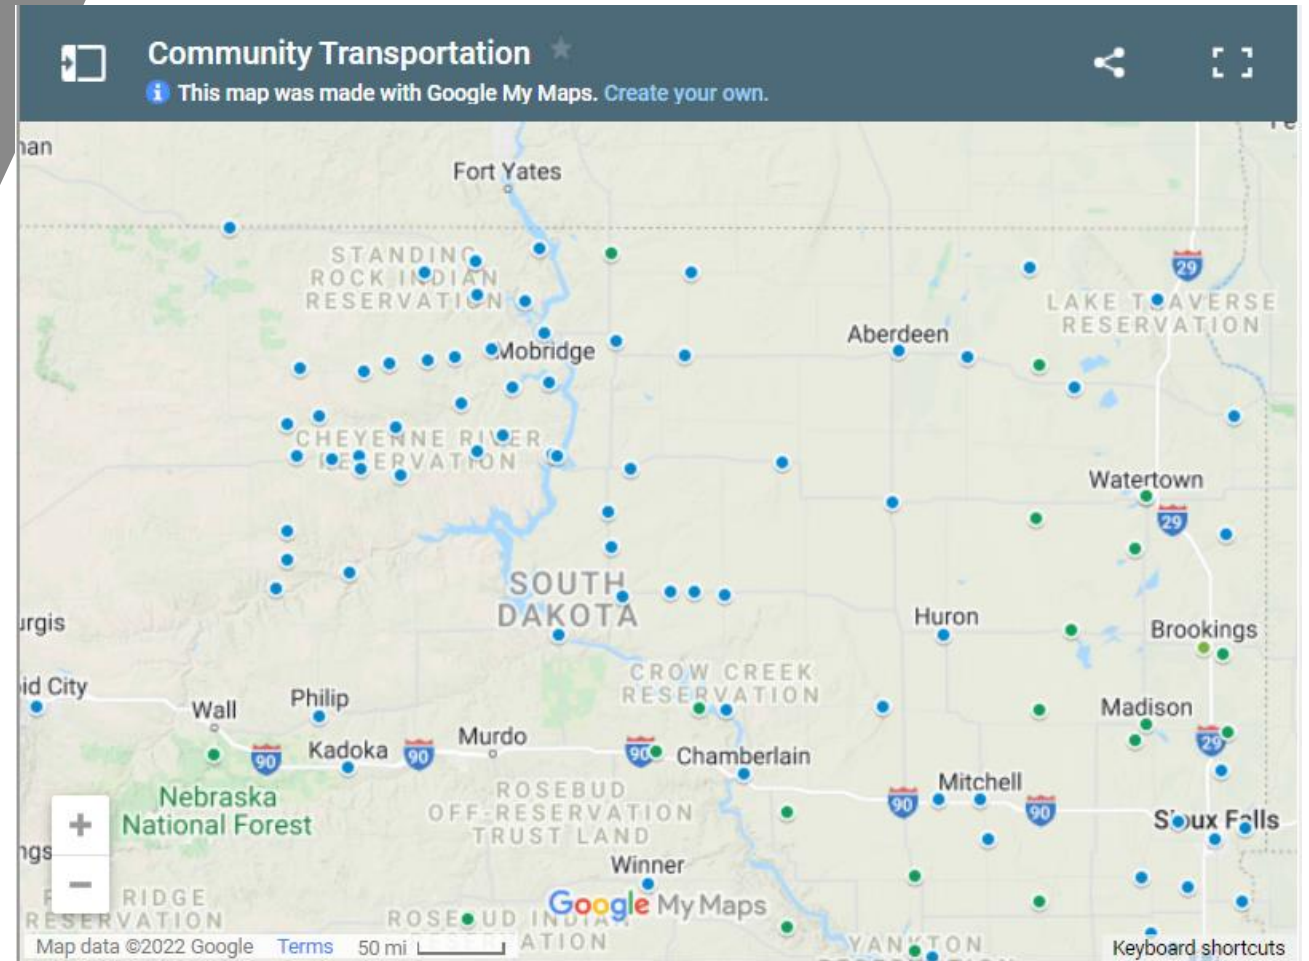 Community Transportation
This map was made with Google My Maps. Create your own.
Fort Yates
29
STANDING
ROCK INDIAN
RESERVATION
LAKE TRAVERSE
RESERVATION
Aberdeen
Mobridge
CHEYENNE RIVER
RESERVATION
Watertown
29
SOUTH
DAKOTA
Huron
Brookings
CROW CREEK
RESERVATION
Wall
Philip
Madison
Murdo
29
90
Kadoka
90
90
Chamberlain
Mitchell
Nebraska
National Forest
ROSEBUD
OFF-RESERVATION
TRUST LAND
90
90
+
Sioux Falls
Winner
−
RIDGE
RESERVATION
Google My Maps
ROSEBUD INDIAN
YANKTON
Map data ©2022 Google Terms 50 mi
Keyboard shortcuts